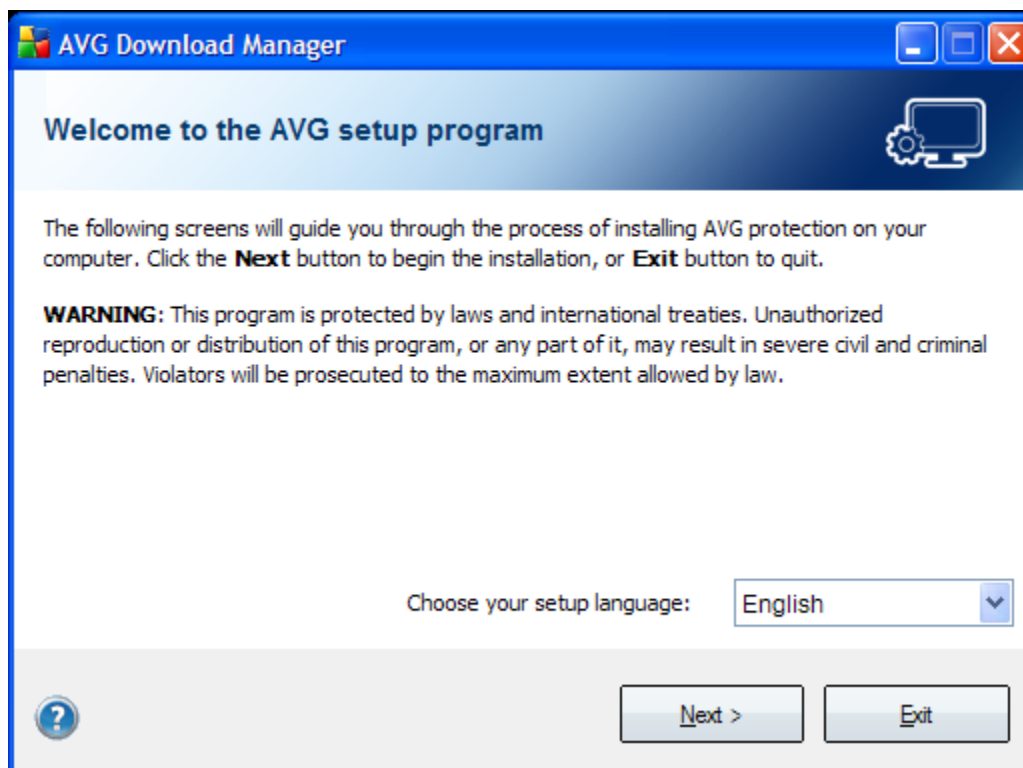 AVG Download Manager
Welcome to the AVG setup program
The following screens will guide you through the process of installing AVG protection on your
computer. Click the Next button to begin the installation, or Exit button to quit.
WARNING: This program is protected by laws and international treaties. Unauthorized
reproduction or distribution of this program, or any part of it, may result in severe civil and criminal
penalties. Violators will be prosecuted to the maximum extent allowed by law.
Choose your setup language: English
? Next > Exit